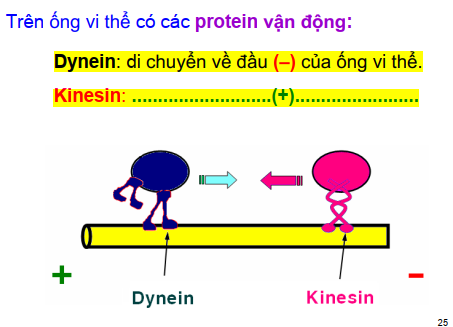 Trên ống vi thể có các protein vận động:
Dynein: di chuyển về đầu (–) của ống vi thể.
Kinesin: ............................(+).........................
+
–
Dynein
Kinesin
25